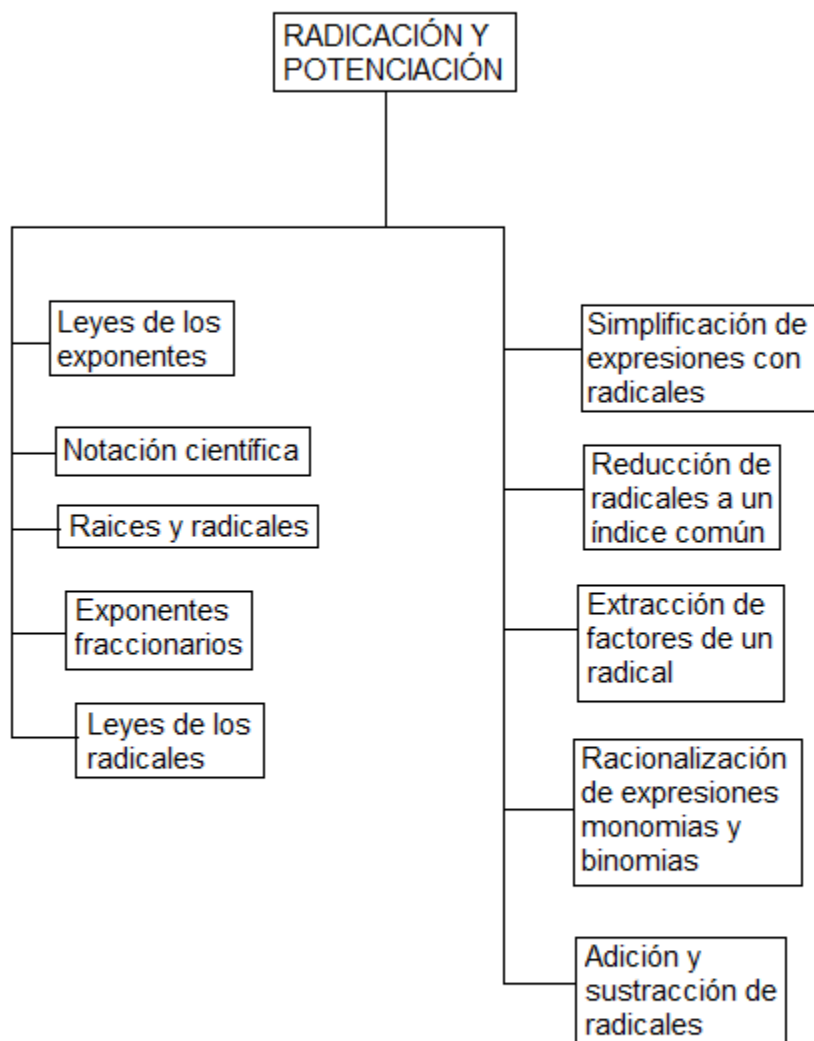 RADICACIÓN Y
POTENCIACIÓN
Leyes de los
exponentes
Notación científica
Raices y radicales
Exponentes
fraccionarios
Leyes de los
radicales
Simplificación de
expresiones con
radicales
Reducción de
radicales a un
índice común
Extracción de
factores de un
radical
Racionalización
de expresiones
monomias y
binomias
Adición y
sustracción de
radicales